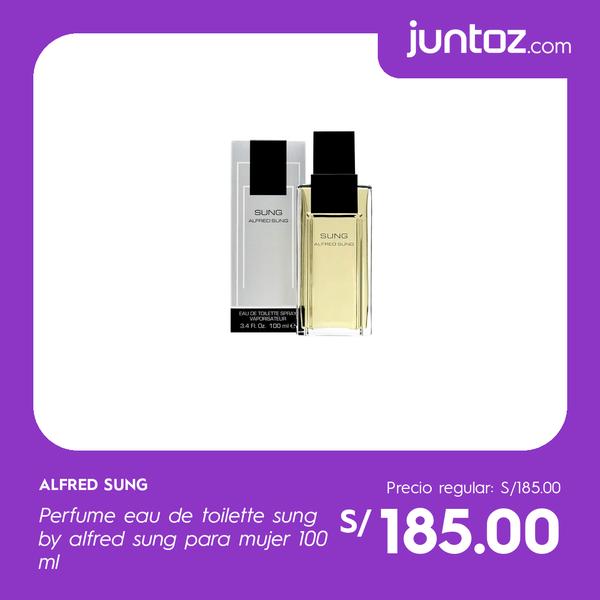 juntoz.com
SUNG
ALFRED SUNG
EAU DE TOILETTE SPRAY
VAPORISATEUR
3.4 Fl. Oz. 100 ml e
SUNG
ALFRED SUNG
ALFRED SUNG
Perfume eau de toilette sung
by alfred sung para mujer 100
ml
Precio regular: S/185.00
S/185.00